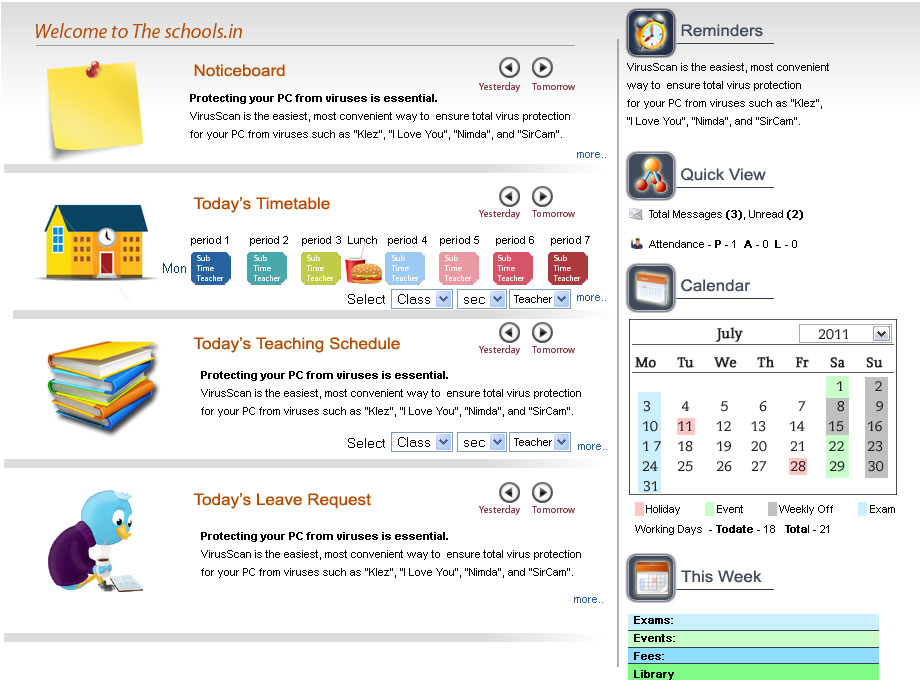 Welcome to The schools.in
Noticeboard
Yesterday Tomorrow
Protecting your PC from viruses is essential.
VirusScan is the easiest, most convenient way to ensure total virus protection
for your PC from viruses such as "Klez", "I Love You", "Nimda", and "SirCam".
more..
Today's Timetable
Yesterday Tomorrow
period 1 period 2 period 3 Lunch period 4 period 5 period 6 period 7
Mon
Sub Sub Sub Sub Sub Sub Sub
Time Time Time Time Time Time Time
Teacher Teacher Teacher Teacher Teacher Teacher Teacher
Select Class sec Teacher more..
Today's Teaching Schedule
Yesterday Tomorrow
Protecting your PC from viruses is essential.
VirusScan is the easiest, most convenient way to ensure total virus protection
for your PC from viruses such as "Klez", "I Love You", "Nimda", and "SirCam".
Select Class sec Teacher more..
Today's Leave Request
Yesterday Tomorrow
Protecting your PC from viruses is essential.
VirusScan is the easiest, most convenient way to ensure total virus protection
for your PC from viruses such as "Klez", "I Love You", "Nimda", and "SirCam".
more..
Reminders
VirusScan is the easiest, most convenient
way to ensure total virus protection
for your PC from viruses such as "Klez",
"I Love You", "Nimda", and "SirCam".
Quick View
Total Messages (3), Unread (2)
Attendance - P - 1 A - 0 L - 0
Calendar
July 2011
Mo Tu We Th Fr Sa Su
1 2
3 4 5 6 7 8 9
10 11 12 13 14 15 16
17 18 19 20 21 22 23
24 25 26 27 28 29 30
31
Holiday Event Weekly Off Exam
Working Days - Todate - 18 Total - 21
This Week
Exams:
Events:
Fees:
Library